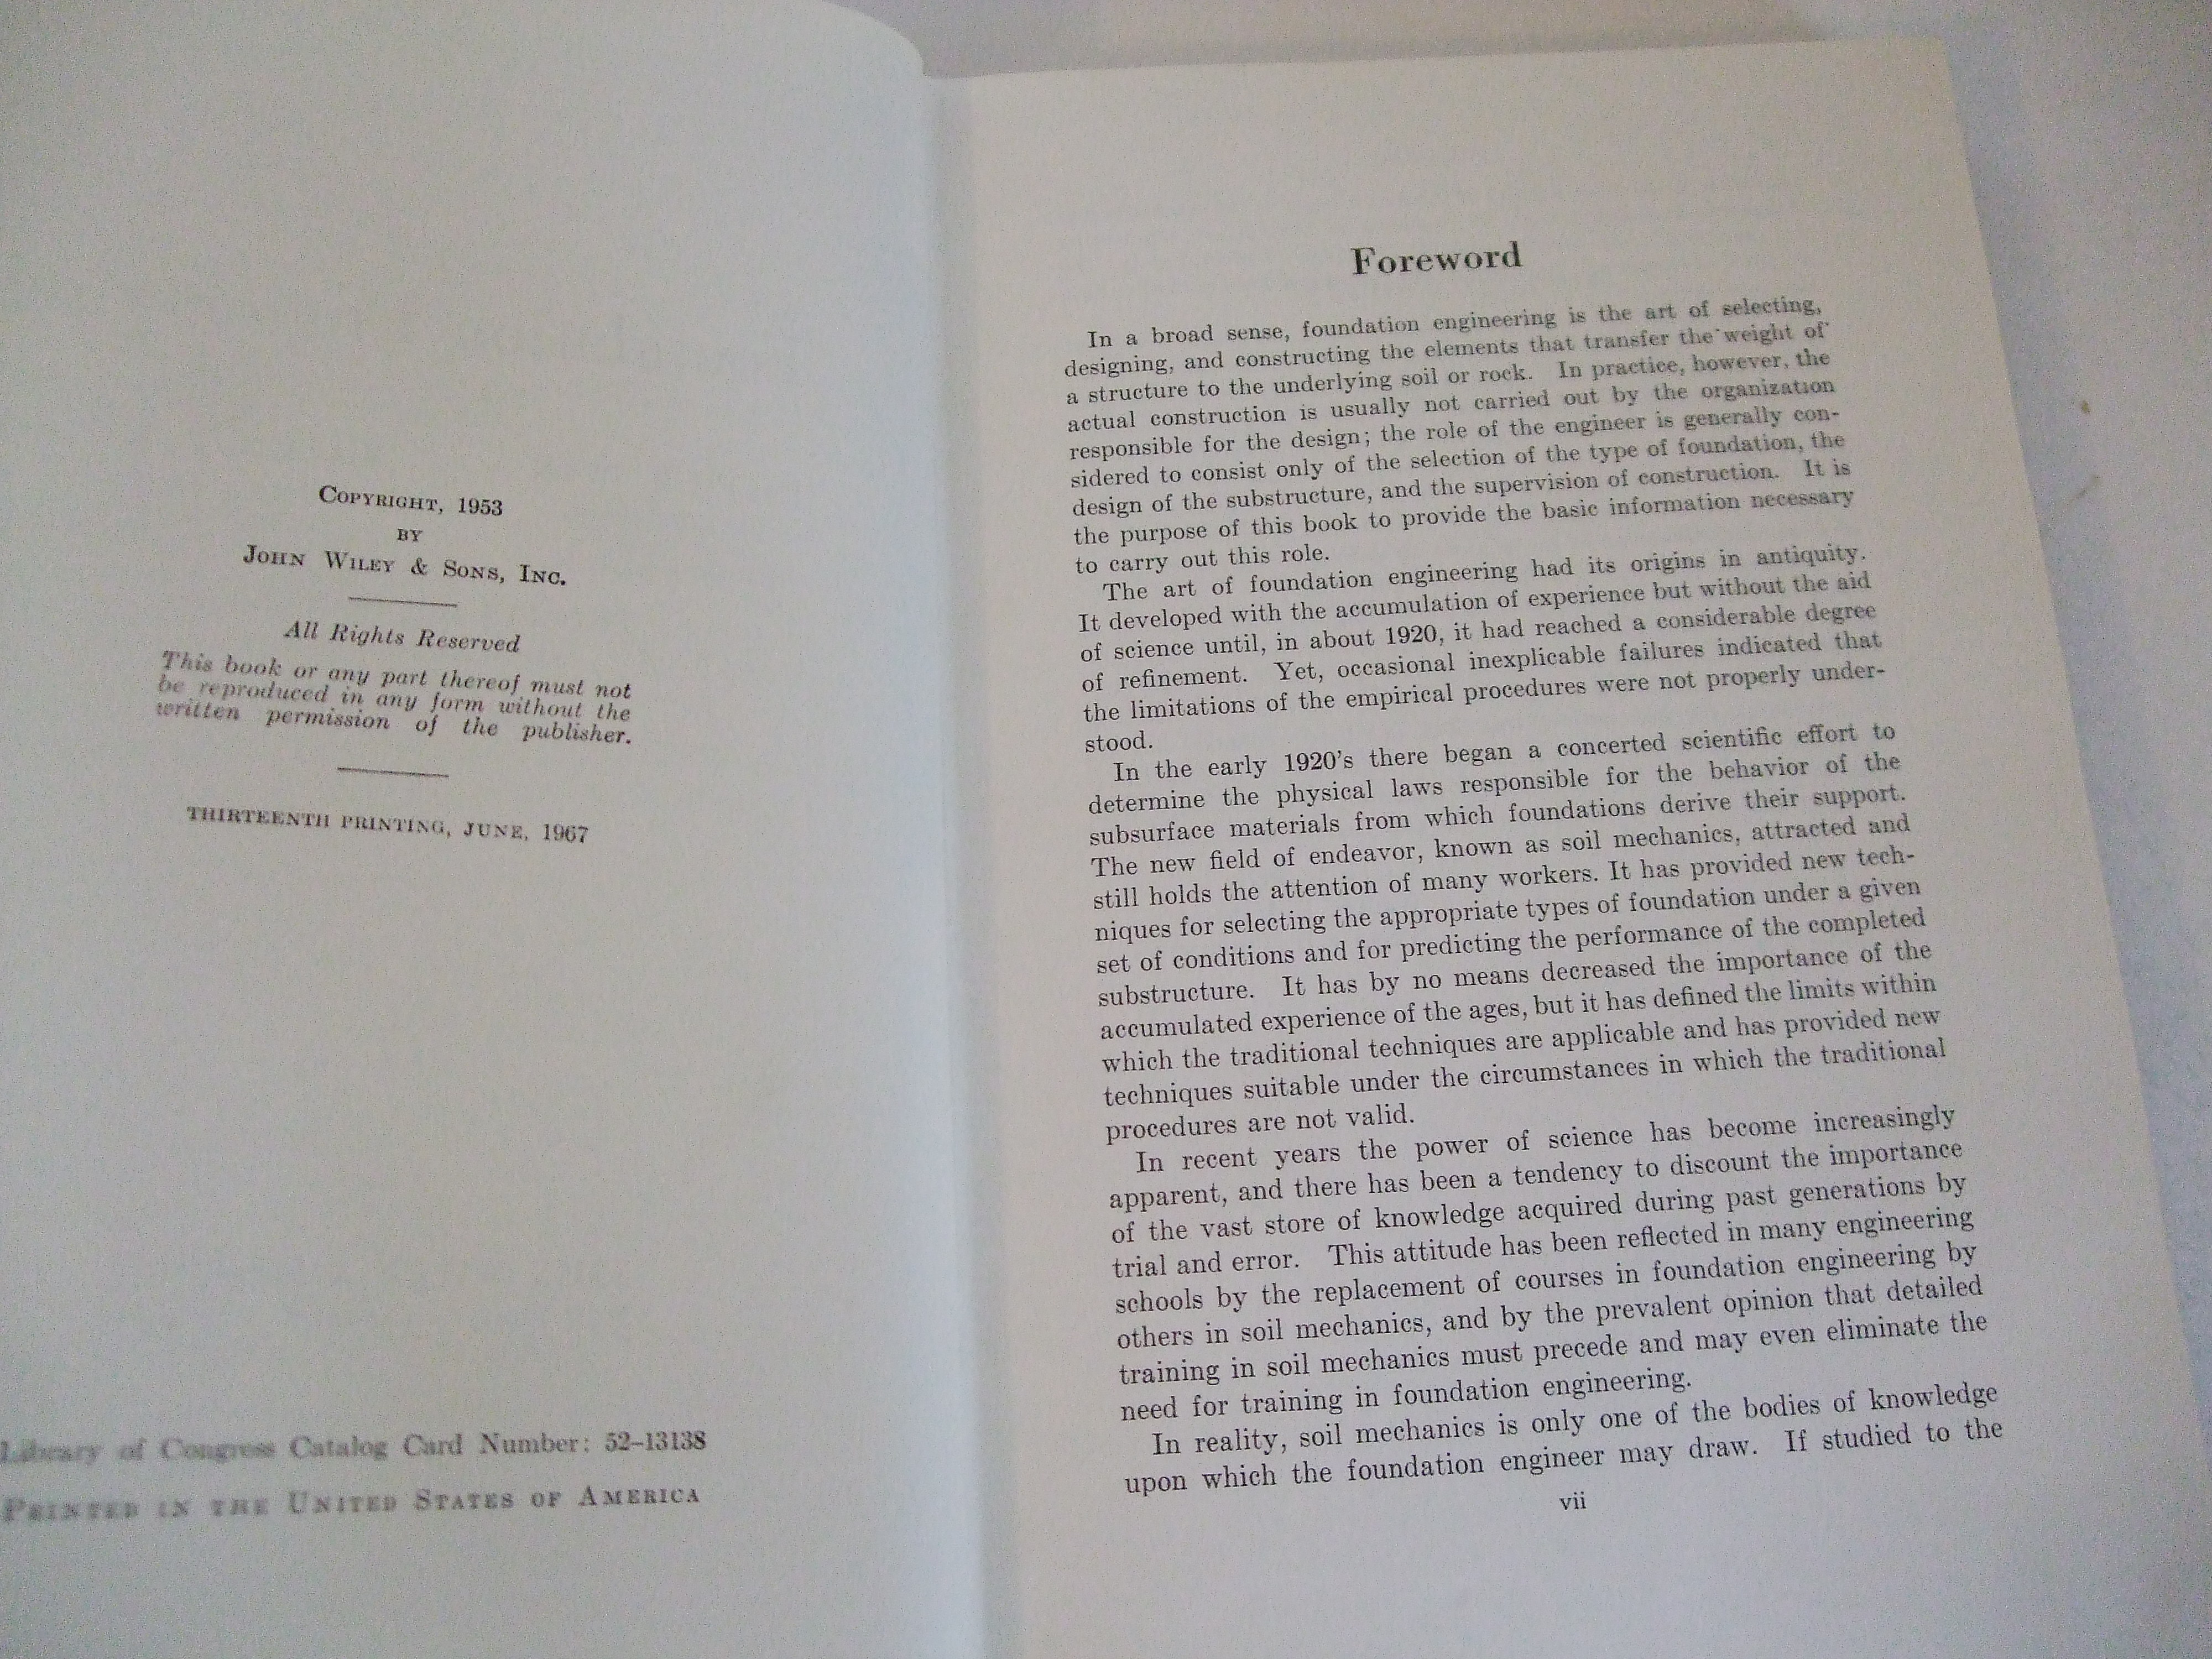 COPYRIGHT, 1953
BY
JOHN WILEY & SONS, INC.
All Rights Reserved
This book or any part thereof must not
be reproduced in any form without the
written permission of the publisher.
THIRTEENTH PRINTING, JUNE, 1967
Library of Congress Catalog Card Number: 52–13138
PRINTED IN THE UNITED STATES OF AMERICA
Foreword
In a broad sense, foundation engineering is the art of selecting,
designing, and constructing the elements that transfer the weight of
a structure to the underlying soil or rock. In practice, however, the
actual construction is usually not carried out by the organization
responsible for the design; the role of the engineer is generally con-
sidered to consist only of the selection of the type of foundation, the
design of the substructure, and the supervision of construction. It is
the purpose of this book to provide the basic information necessary
to carry out this role.
The art of foundation engineering had its origins in antiquity.
It developed with the accumulation of experience but without the aid
of science until, in about 1920, it had reached a considerable degree
of refinement. Yet, occasional inexplicable failures indicated that
the limitations of the empirical procedures were not properly under-
stood.
In the early 1920's there began a concerted scientific effort to
determine the physical laws responsible for the behavior of the
subsurface materials from which foundations derive their support.
The new field of endeavor, known as soil mechanics, attracted and
still holds the attention of many workers. It has provided new tech-
niques for selecting the appropriate types of foundation under a given
set of conditions and for predicting the performance of the completed
substructure. It has by no means decreased the importance of the
accumulated experience of the ages, but it has defined the limits within
which the traditional techniques are applicable and has provided new
techniques suitable under the circumstances in which the traditional
procedures are not valid.
In recent years the power of science has become increasingly
apparent, and there has been a tendency to discount the importance
of the vast store of knowledge acquired during past generations by
trial and error. This attitude has been reflected in many engineering
schools by the replacement of courses in foundation engineering by
others in soil mechanics, and by the prevalent opinion that detailed
training in soil mechanics must precede and may even eliminate the
need for training in foundation engineering.
In reality, soil mechanics is only one of the bodies of knowledge
upon which the foundation engineer may draw. If studied to the
vii